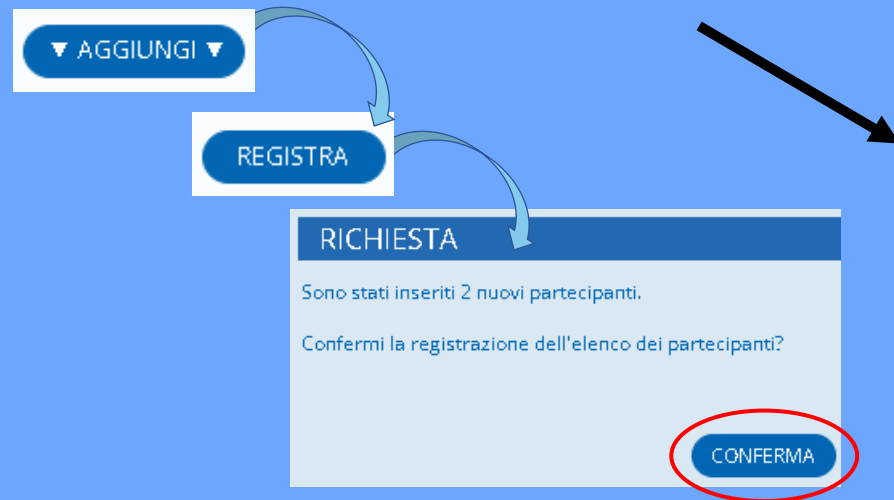 ▼ AGGIUNGI ▼
REGISTRA
RICHIESTA
Sono stati inseriti 2 nuovi partecipanti.
Confermi la registrazione dell'elenco dei partecipanti?
CONFERMA